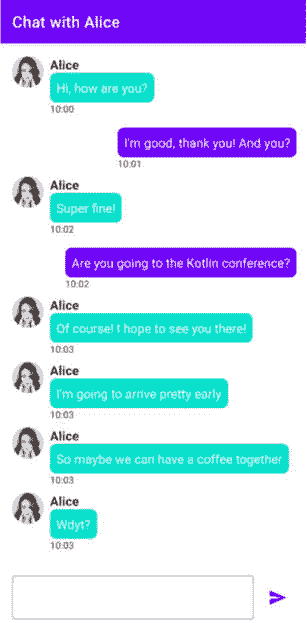 Chat with Alice
Alice
Hi, how are you?
10:00
I'm good, thank you! And you?
10:01
Alice
Super fine!
10:02
Are you going to the Kotlin conference?
10:02
Alice
Of course! I hope to see you there!
10:03
Alice
I'm going to arrive pretty early
10:03
Alice
So maybe we can have a coffee together
10:03
Alice
Wdyt?
10:03